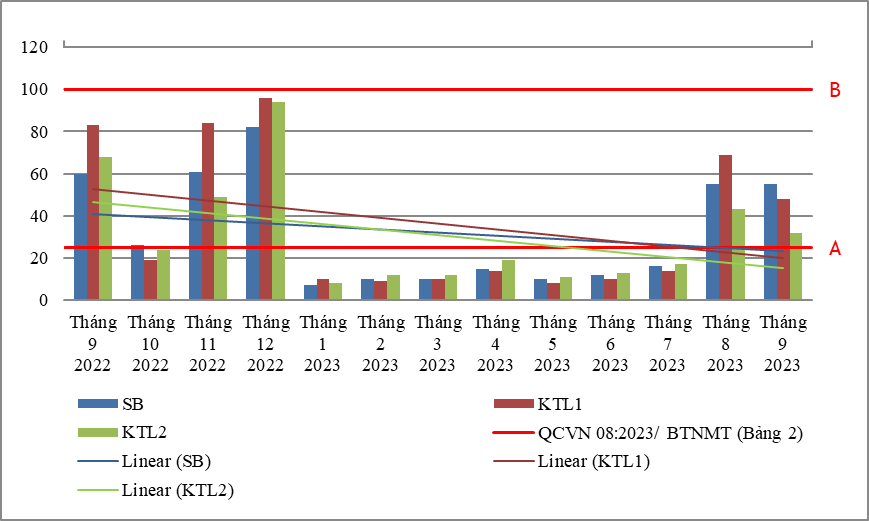 120
100
B
80
60
40
A
20
0
Tháng Tháng Tháng Tháng Tháng Tháng Tháng Tháng Tháng Tháng Tháng Tháng Tháng
9 10 11 12 1 2 3 4 5 6 7 8 9
2022 2022 2022 2022 2023 2023 2023 2023 2023 2023 2023 2023 2023
SB KTL1
KTL2 QCVN 08:2023/ BTNMT (Bảng 2)
Linear (SB) Linear (KTL1)
Linear (KTL2)